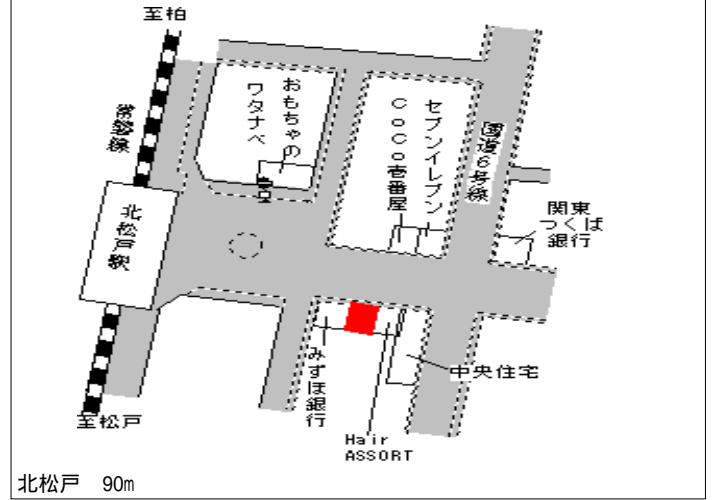 至柏
おもちゃの
ワタナベ
常磐線
セブンイレブン
CoCo壱番屋
国道6号線
関東
つくば
銀行
北松戸駅
みずほ銀行
中央住宅
至松戸
Hair
ASSORT
北松戸 90m